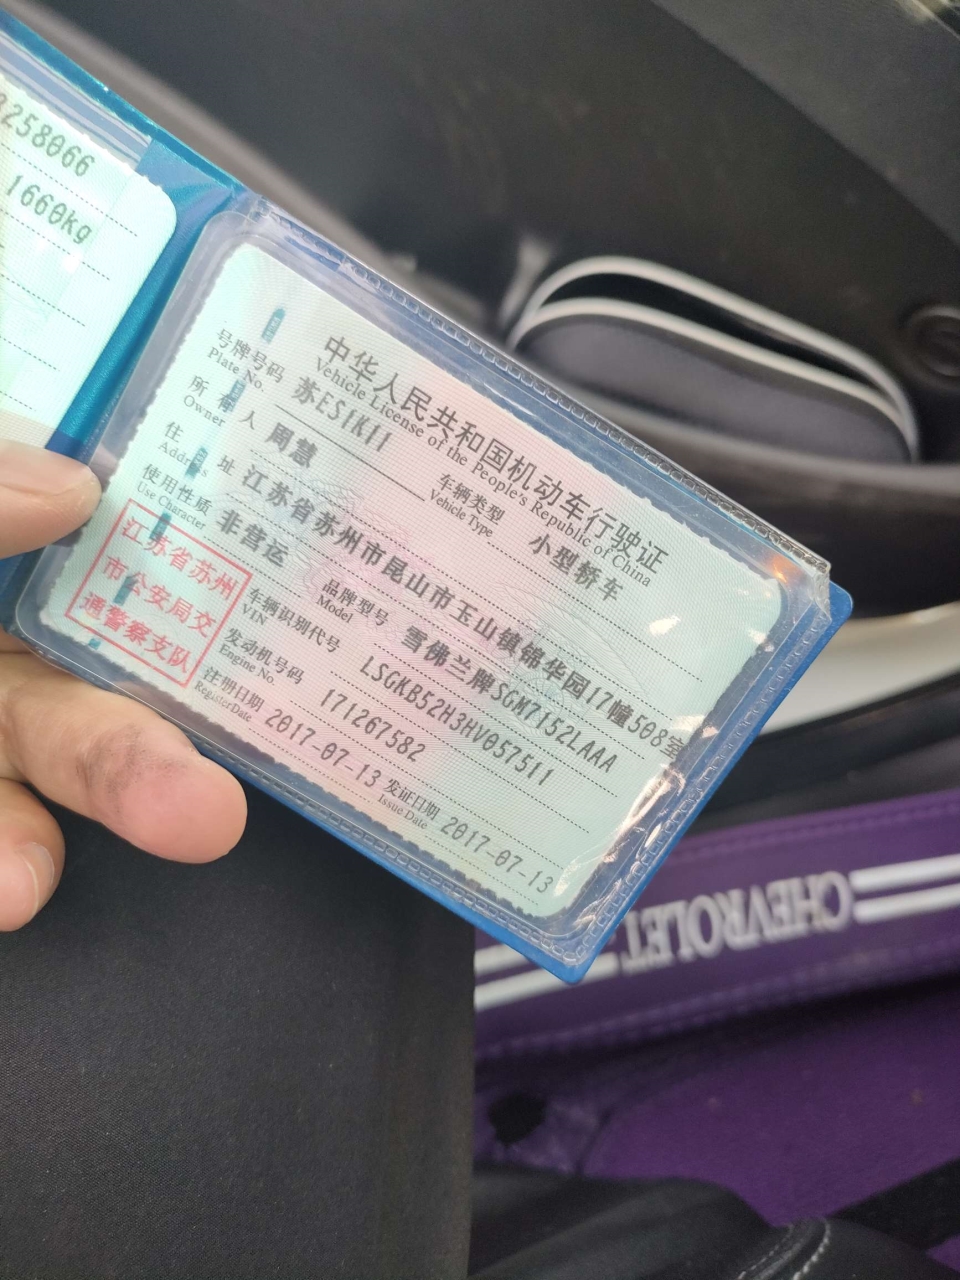 3258066
1660kg
中华人民共和国机动车行驶证
Vehicle License of the People's Republic of China
号牌号码 苏ES1K11 车辆类型 小型轿车
Plate No. Vehicle Type
所有人 周慧
Owner
住址 江苏省苏州市昆山市玉山镇锦华园17幢508室
Address
使用性质 非营运 品牌型号 雪佛兰牌SGM7152LAAA
Use Character Model
江苏省苏州
市公安局交
通警察支队
车辆识别代号 LSGKB52H3HV057511
VIN
发动机号码 171267582
Engine No.
注册日期 2017-07-13 发证日期 2017-07-13
Register Date Issue Date
CHEVROLET